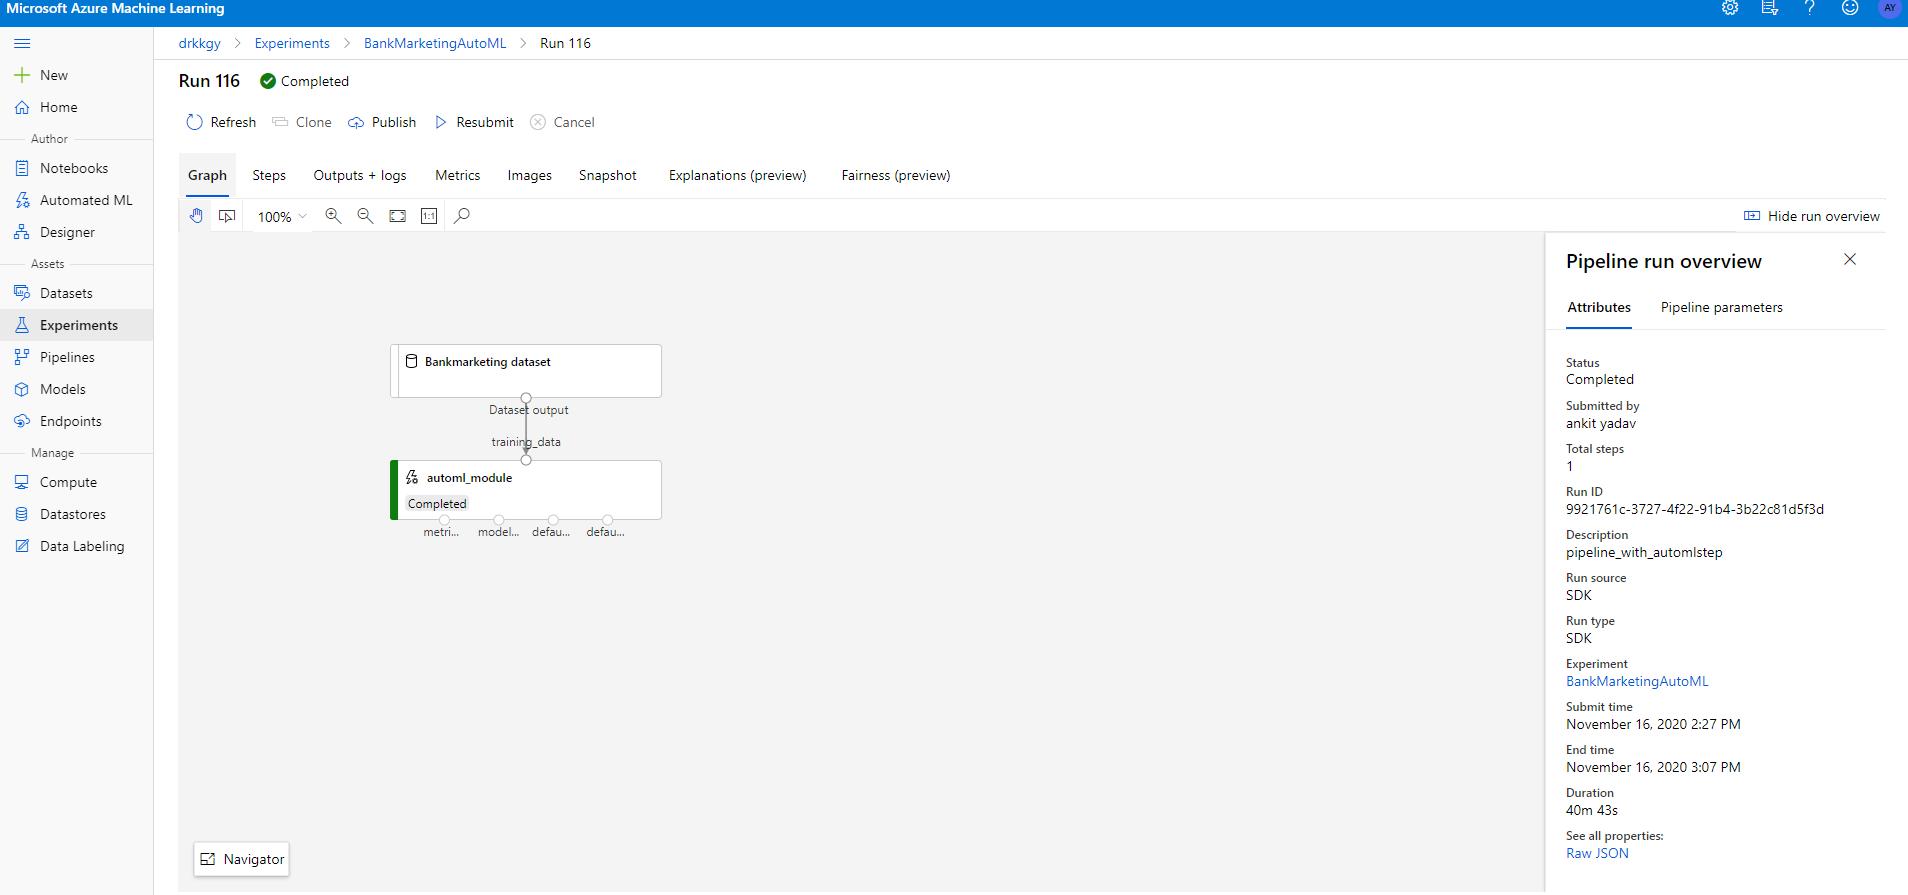 Microsoft Azure Machine Learning
AY
New
Home
Author
Notebooks
Automated ML
Designer
Assets
Datasets
Experiments
Pipelines
Models
Endpoints
Manage
Compute
Datastores
Data Labeling
drkkgy > Experiments > BankMarketingAutoML > Run 116
Run 116 Completed
Refresh Clone Publish Resubmit Cancel
Graph Steps Outputs + logs Metrics Images Snapshot Explanations (preview) Fairness (preview)
100% 1:1 Hide run overview
Bankmarketing dataset
Dataset output
training_data
automl_module
Completed
metri... model... defau... defau...
Navigator
Pipeline run overview
Attributes Pipeline parameters
Status
Completed
Submitted by
ankit yadav
Total steps
1
Run ID
9921761c-3727-4f22-91b4-3b22c81d5f3d
Description
pipeline_with_automlstep
Run source
SDK
Run type
SDK
Experiment
BankMarketingAutoML
Submit time
November 16, 2020 2:27 PM
End time
November 16, 2020 3:07 PM
Duration
40m 43s
See all properties:
Raw JSON